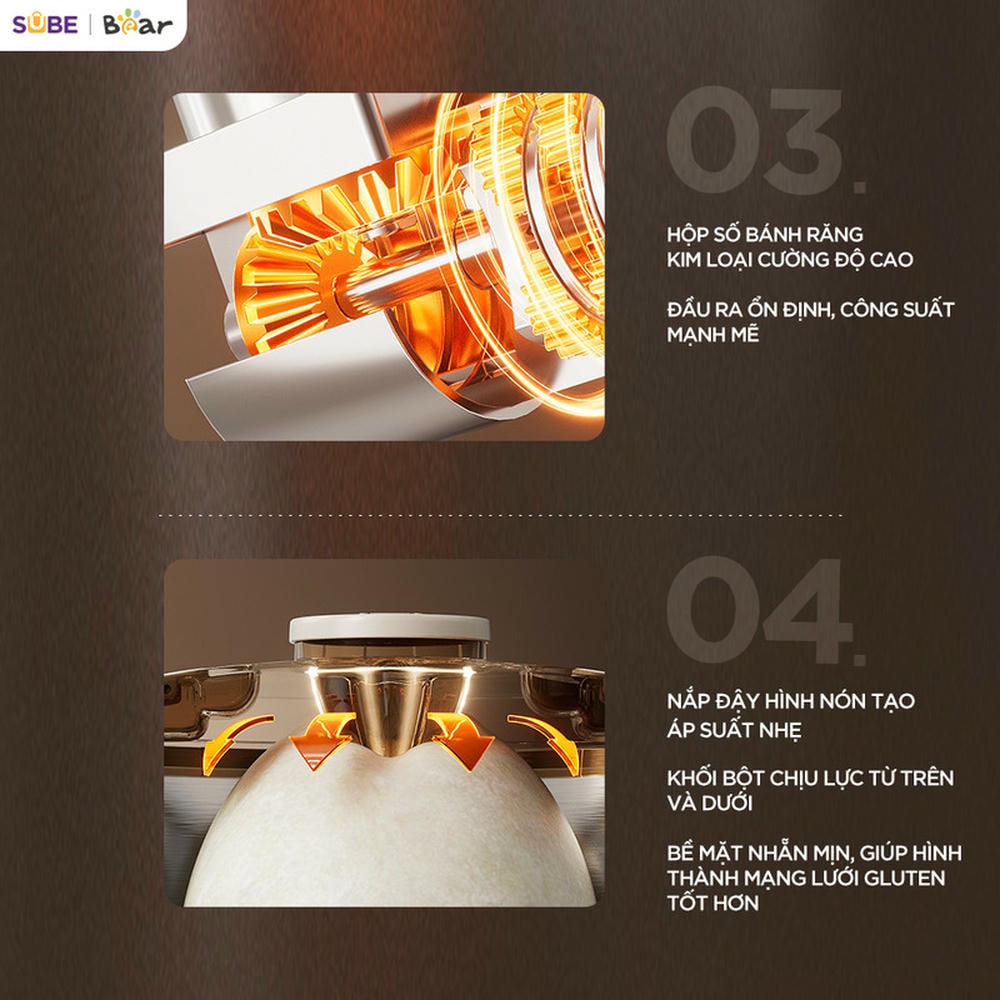 SUBE | Bear
03.
HỘP SỐ BÁNH RĂNG
KIM LOẠI CƯỜNG ĐỘ CAO
ĐẦU RA ỔN ĐỊNH, CÔNG SUẤT
MẠNH MẼ
04.
NẮP ĐẬY HÌNH NÓN TẠO
ÁP SUẤT NHẸ
KHỐI BỘT CHỊU LỰC TỪ TRÊN
VÀ DƯỚI
BỀ MẶT NHẴN MỊN, GIÚP HÌNH
THÀNH MẠNG LƯỚI GLUTEN
TỐT HƠN